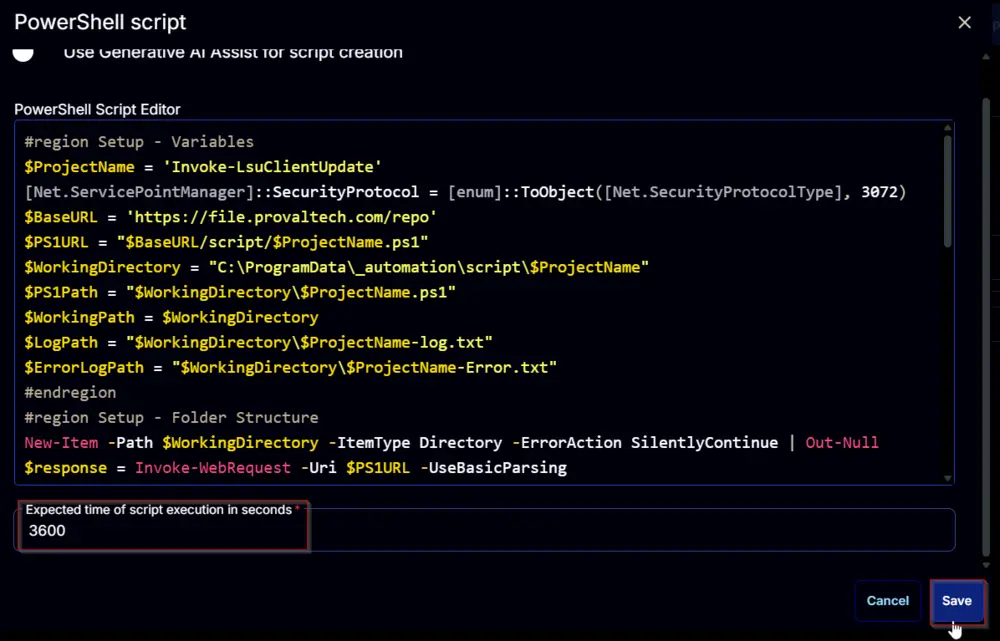 PowerShell script
Use Generative AI Assist for script creation
PowerShell Script Editor
#region Setup - Variables
$ProjectName = 'Invoke-LsuClientUpdate'
[Net.ServicePointManager]::SecurityProtocol = [enum]::ToObject([Net.SecurityProtocolType], 3072)
$BaseURL = 'https://file.provaltech.com/repo'
$PS1URL = "$BaseURL/script/$ProjectName.ps1"
$WorkingDirectory = "C:\ProgramData\_automation\script\$ProjectName"
$PS1Path = "$WorkingDirectory\$ProjectName.ps1"
$WorkingPath = $WorkingDirectory
$LogPath = "$WorkingDirectory\$ProjectName-log.txt"
$ErrorLogPath = "$WorkingDirectory\$ProjectName-Error.txt"
#endregion
#region Setup - Folder Structure
New-Item -Path $WorkingDirectory -ItemType Directory -ErrorAction SilentlyContinue | Out-Null
$response = Invoke-WebRequest -Uri $PS1URL -UseBasicParsing
Expected time of script execution in seconds *
3600
Cancel
Save